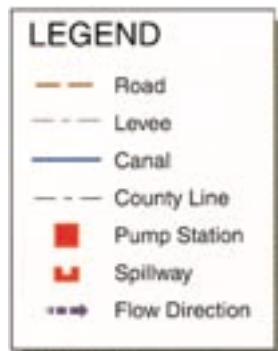 LEGEND
Road
Levee
Canal
County Line
Pump Station
Spillway
Flow Direction